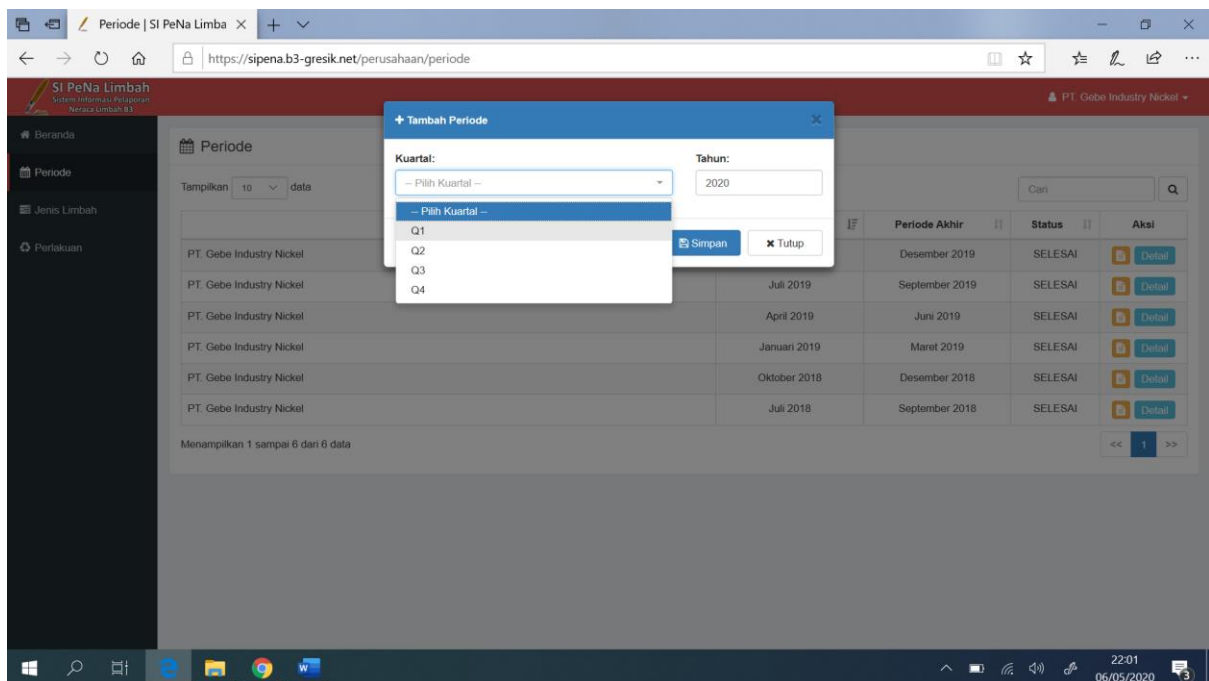 Periode | SI PeNa Limba
https://sipena.b3-gresik.net/perusahaan/periode
SI PeNa Limbah
Sistem Informasi Pelaporan
Neraca Limbah B3
PT. Gebe Industry Nickel
Beranda
Periode
Jenis Limbah
Perlakuan
Periode
Tampilkan 10 data
Cari
+ Tambah Periode
Kuartal:
Tahun:
-- Pilih Kuartal --
2020
-- Pilih Kuartal --
Q1
Q2
Q3
Q4
Simpan
Tutup
Periode Akhir Status Aksi
PT. Gebe Industry Nickel Desember 2019 SELESAI Detail
PT. Gebe Industry Nickel Juli 2019 September 2019 SELESAI Detail
PT. Gebe Industry Nickel April 2019 Juni 2019 SELESAI Detail
PT. Gebe Industry Nickel Januari 2019 Maret 2019 SELESAI Detail
PT. Gebe Industry Nickel Oktober 2018 Desember 2018 SELESAI Detail
PT. Gebe Industry Nickel Juli 2018 September 2018 SELESAI Detail
Menampilkan 1 sampai 6 dari 6 data
<< 1 >>
22:01
06/05/2020
3